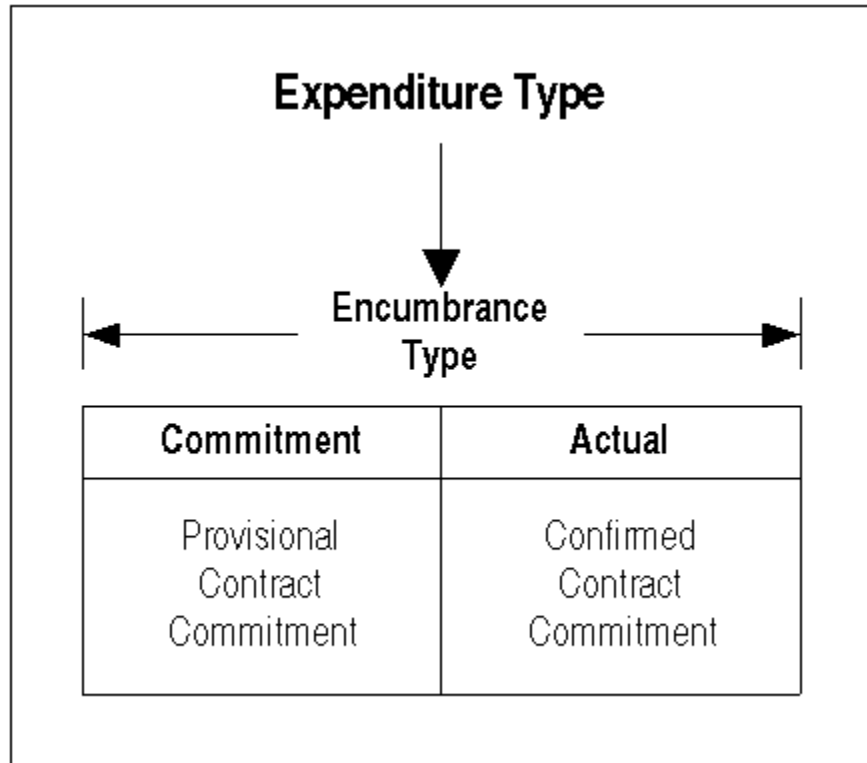 Expenditure Type
Encumbrance
Type
Commitment
Actual
Provisional
Contract
Commitment
Confirmed
Contract
Commitment